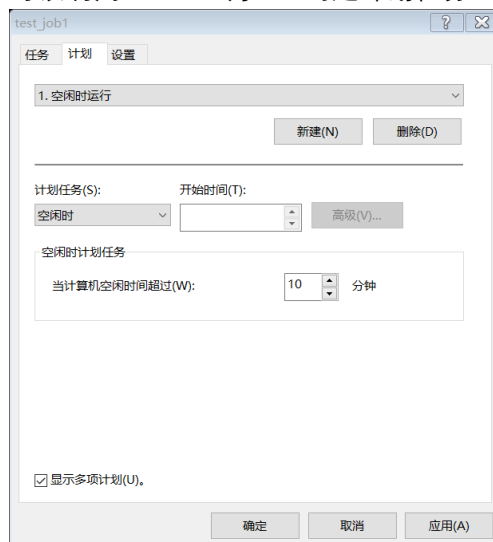 test_job1
任务 计划 设置
1. 空闲时运行
新建(N) 删除(D)
计划任务(S): 开始时间(T):
空闲时 高级(V)...
空闲时计划任务
当计算机空闲时间超过(W): 10 分钟
显示多项计划(U)。
确定 取消 应用(A)